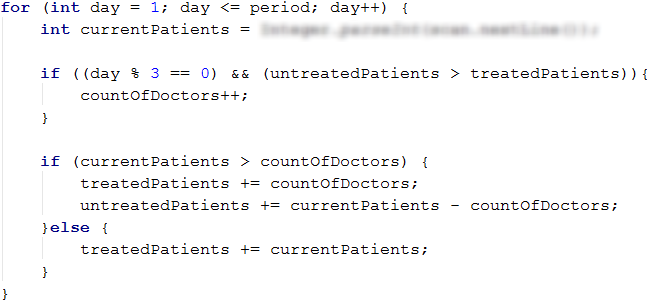 for (int day = 1; day <= period; day++) {
int currentPatients =
if ((day % 3 == 0) && (untreatedPatients > treatedPatients)){
countOfDoctors++;
}
if (currentPatients > countOfDoctors) {
treatedPatients += countOfDoctors;
untreatedPatients += currentPatients - countOfDoctors;
}else {
treatedPatients += currentPatients;
}
}